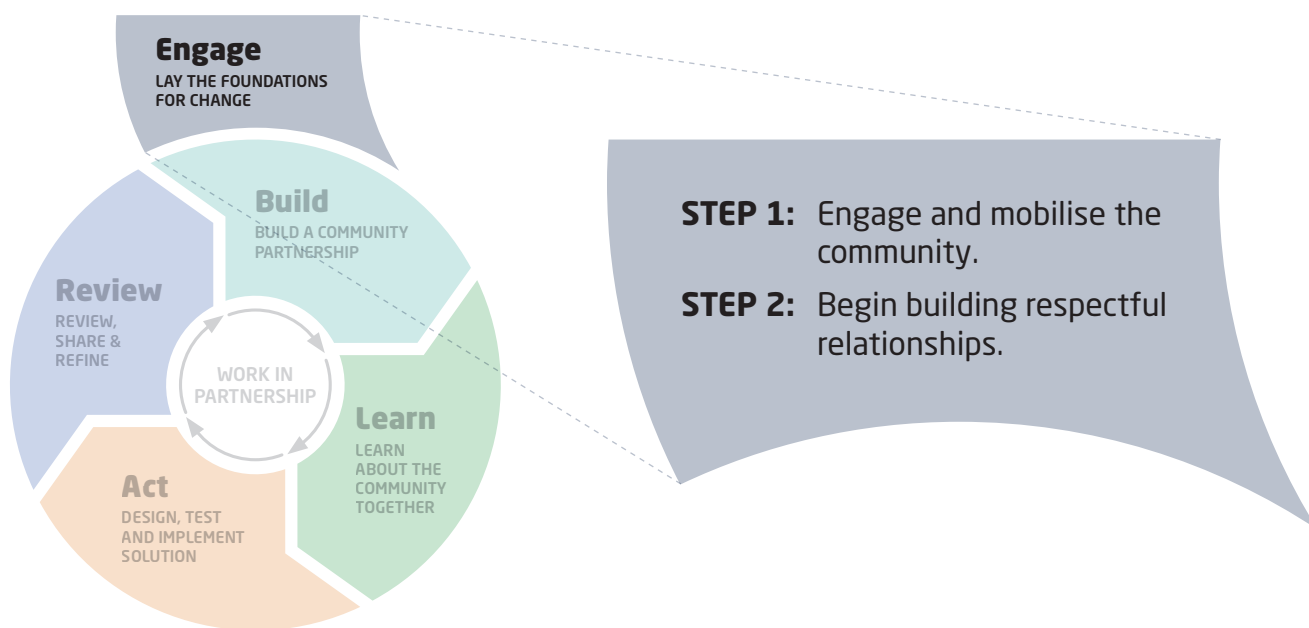 Engage
LAY THE FOUNDATIONS
FOR CHANGE
Build
BUILD A COMMUNITY
PARTNERSHIP
Learn
LEARN
ABOUT THE
COMMUNITY
TOGETHER
Act
DESIGN, TEST
AND IMPLEMENT
SOLUTION
Review
REVIEW,
SHARE &
REFINE
WORK IN
PARTNERSHIP
STEP 1: Engage and mobilise the
community.
STEP 2: Begin building respectful
relationships.